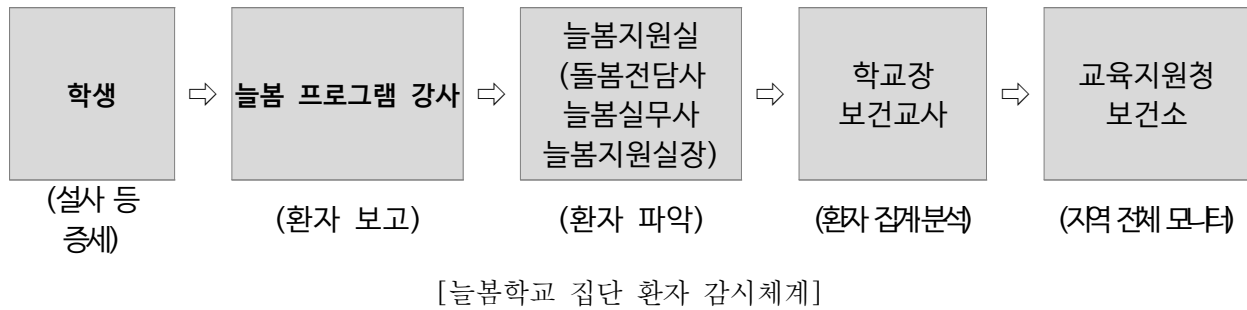 학생 ⇨ 늘봄 프로그램 강사 ⇨ 늘봄지원실 (돌봄전담사 늘봄실무사 늘봄지원실장) ⇨ 학교장 보건교사 ⇨ 교육지원청 보건소
(설사 등 증세) (환자 보고) (환자 파악) (환자 집계·분석) (지역 전체 모니터)
[늘봄학교 집단 환자 감시체계]